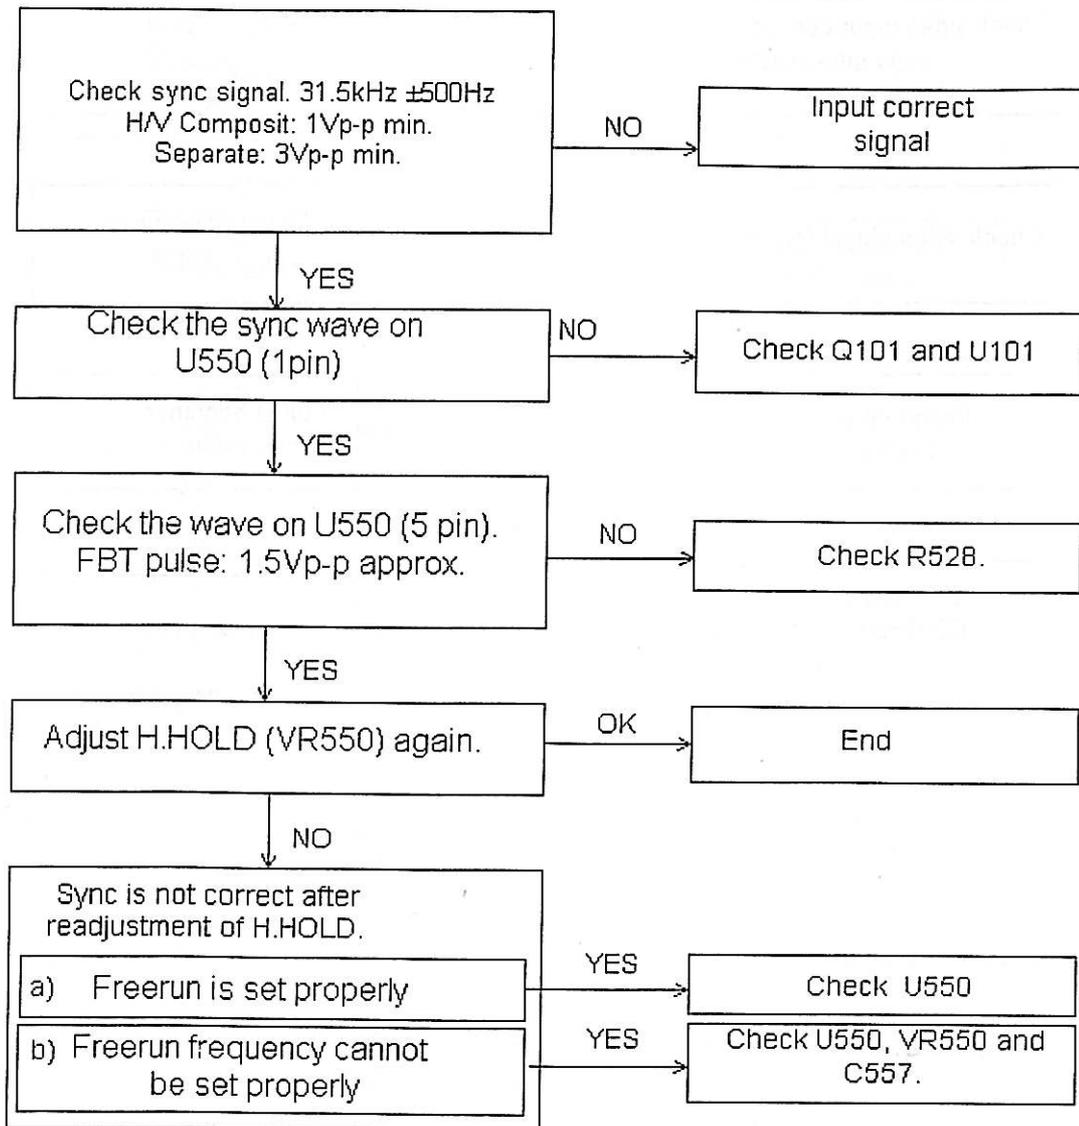 Check sync signal. 31.5kHz ±500Hz
H/V Composit: 1Vp-p min.
Separate: 3Vp-p min.
NO
Input correct
signal
YES
Check the sync wave on
U550 (1pin)
NO
Check Q101 and U101
YES
Check the wave on U550 (5 pin).
FBT pulse: 1.5Vp-p approx.
NO
Check R528.
YES
Adjust H.HOLD (VR550) again.
OK
End
NO
Sync is not correct after
readjustment of H.HOLD.
a) Freerun is set properly
YES
Check U550
b) Freerun frequency cannot
be set properly
YES
Check U550, VR550 and
C557.